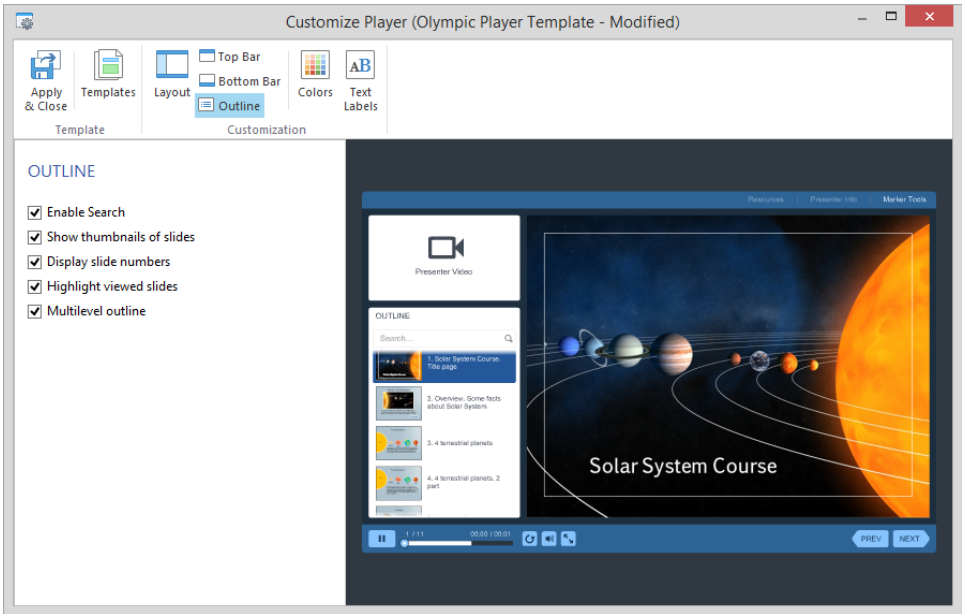 Customize Player (Olympic Player Template - Modified)
Apply
& Close
Templates
Layout
Top Bar
Bottom Bar
Outline
Colors
AB
Text
Labels
Template
Customization
OUTLINE
Enable Search
Show thumbnails of slides
Display slide numbers
Highlight viewed slides
Multilevel outline
Resources
Presenter Info
Marker Tools
Presenter Video
OUTLINE
Search...
1. Solar System Course.
Title page
2. Overview. Some facts
about Solar System
3. 4 terrestrial planets
4. 4 terrestrial planets. 2
part
Solar System Course
1 / 11
00:00 / 00:01
PREV
NEXT